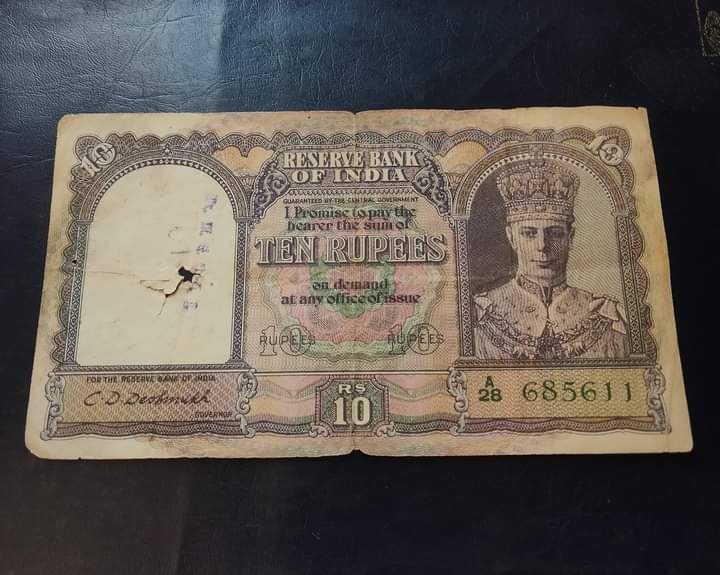 10
10
RESERVE BANK
OF INDIA
GUARANTEED BY THE CENTRAL GOVERNMENT
I Promise to pay the
bearer the sum of
TEN RUPEES
on demand
at any office of issue
10 RUPEES
10 RUPEES
FOR THE RESERVE BANK OF INDIA
C. D. Deshmukh
GOVERNOR
RS
10
A/28 685611